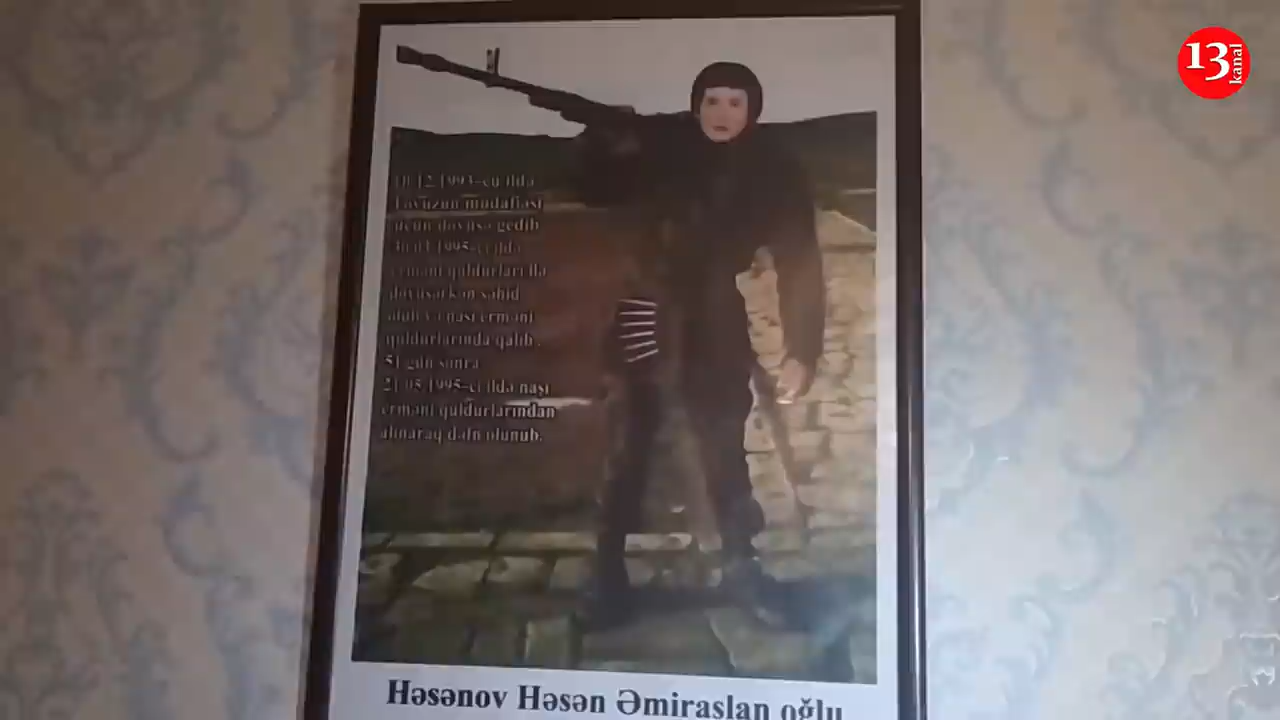 13
kanal
10.12.1993-cü ildə
Tovuzun müdafiəsi
üçün döyüşə gedib
30.03.1995-ci ildə
erməni quldurları ilə
döyüşərkən şəhid
olub və nəşi erməni
quldurlarında qalıb.
51 gün sonra
21.05.1995-ci ildə nəşi
erməni quldurlarından
alınaraq dəfn olunub.
Həsənov Həsən Əmiraslan oğlu